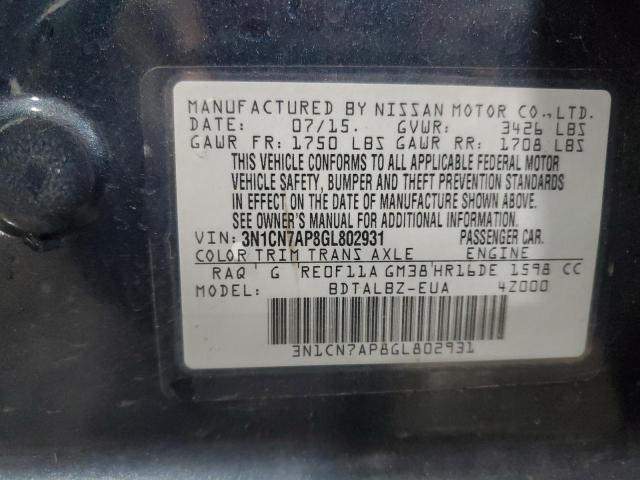 MANUFACTURED BY NISSAN MOTOR CO.,LTD.
DATE: 07/15. GVWR: 3426 LBS
GAWR FR: 1750 LBS GAWR RR: 1708 LBS
THIS VEHICLE CONFORMS TO ALL APPLICABLE FEDERAL MOTOR
VEHICLE SAFETY, BUMPER AND THEFT PREVENTION STANDARDS
IN EFFECT ON THE DATE OF MANUFACTURE SHOWN ABOVE.
SEE OWNER'S MANUAL FOR ADDITIONAL INFORMATION.
VIN: 3N1CN7AP8GL802931 PASSENGER CAR.
COLOR TRIM TRANS AXLE ENGINE
RAQ ' G ' RE0F11A GM38'HR16DE 1598 CC
MODEL: BDTALBZ-EUA 4Z000
3N1CN7AP8GL802931